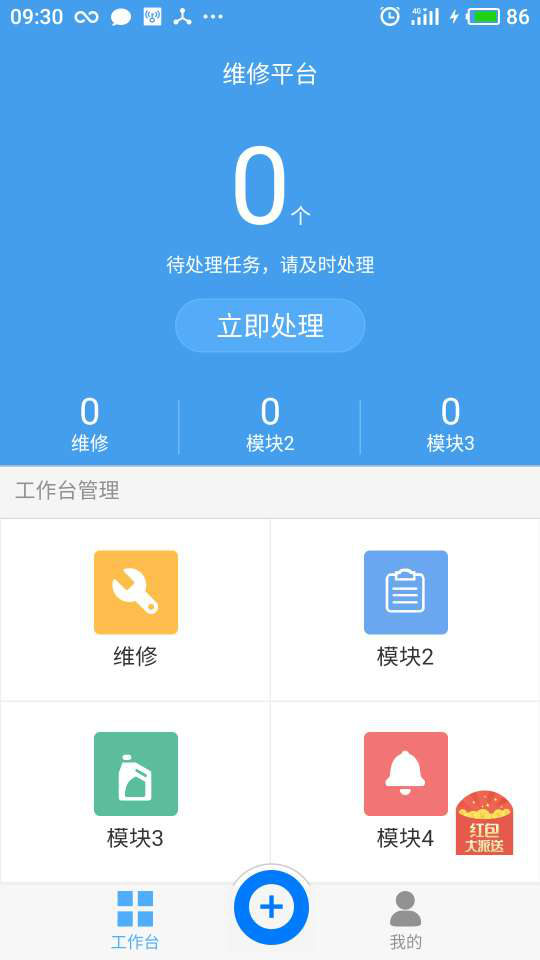 09:30
4G
86
维修平台
0个
待处理任务，请及时处理
立即处理
0 0 0
维修 模块2 模块3
工作台管理
维修 模块2
模块3 模块4
红包
大派送
工作台 我的